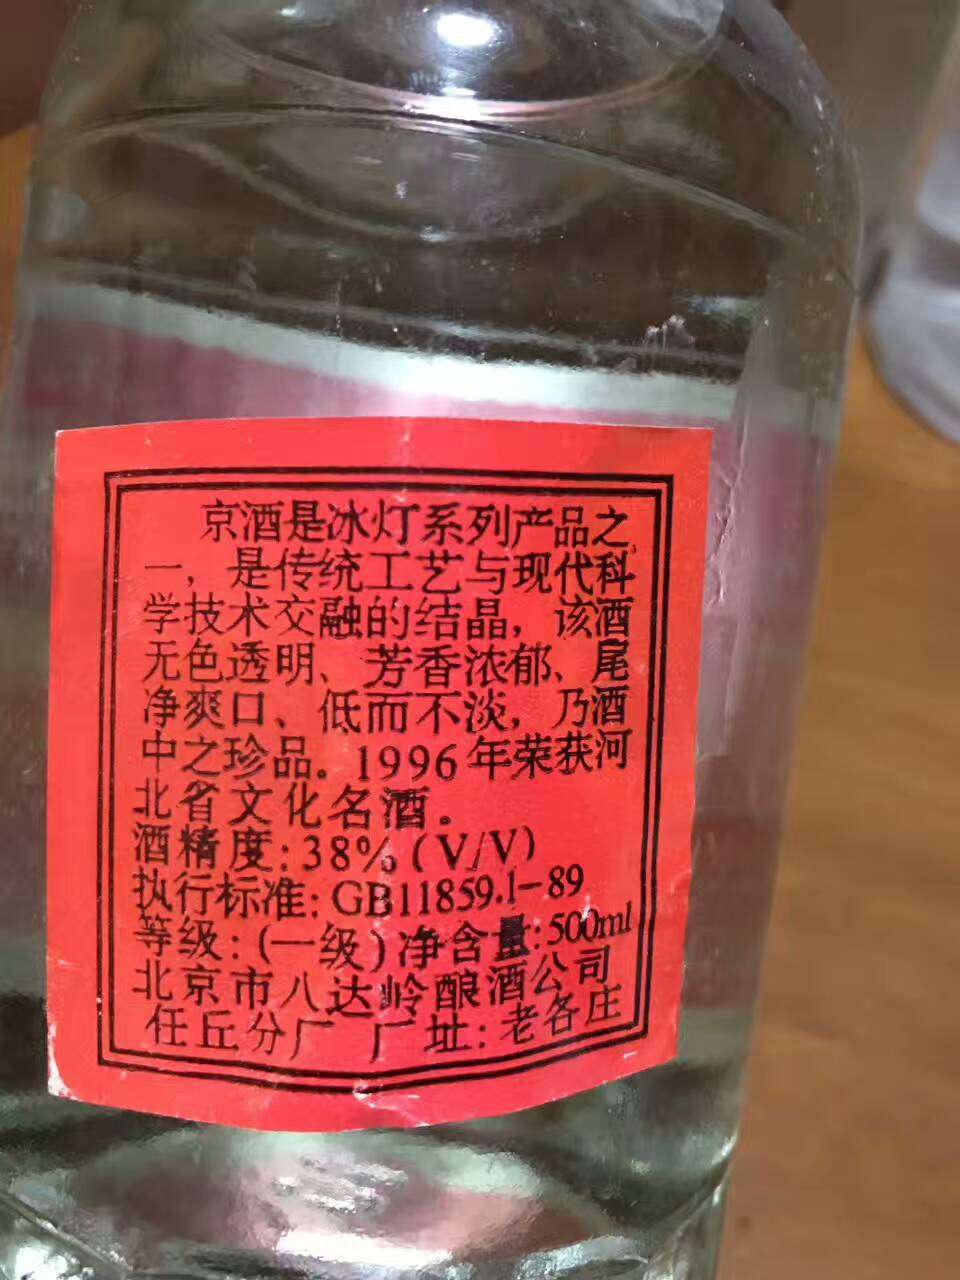 京酒是冰灯系列产品之
一，是传统工艺与现代科
学技术交融的结晶，该酒
无色透明、芳香浓郁、尾
净爽口、低而不淡，乃酒
中之珍品。1996年荣获河
北省文化名酒。
酒精度：38%(V/V)
执行标准：GB11859.1-89
等级：(一级)净含量：500ml
北京市八达岭酿酒公司
任丘分厂 厂址：老各庄